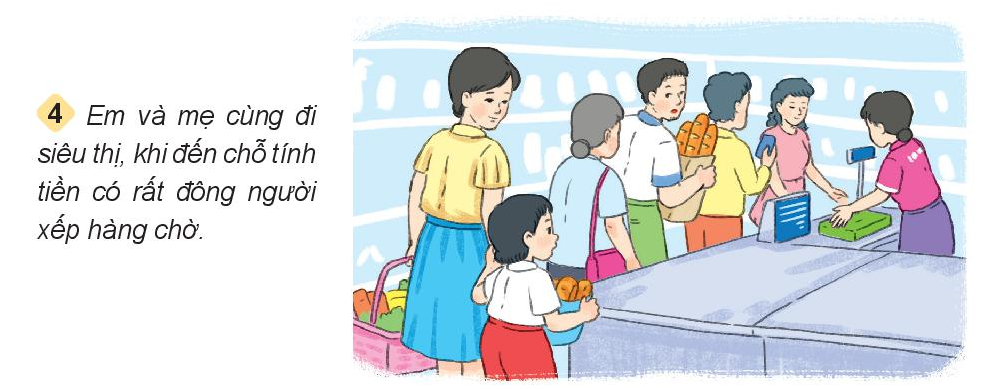 4 Em và mẹ cùng đi
siêu thị, khi đến chỗ tính
tiền có rất đông người
xếp hàng chờ.